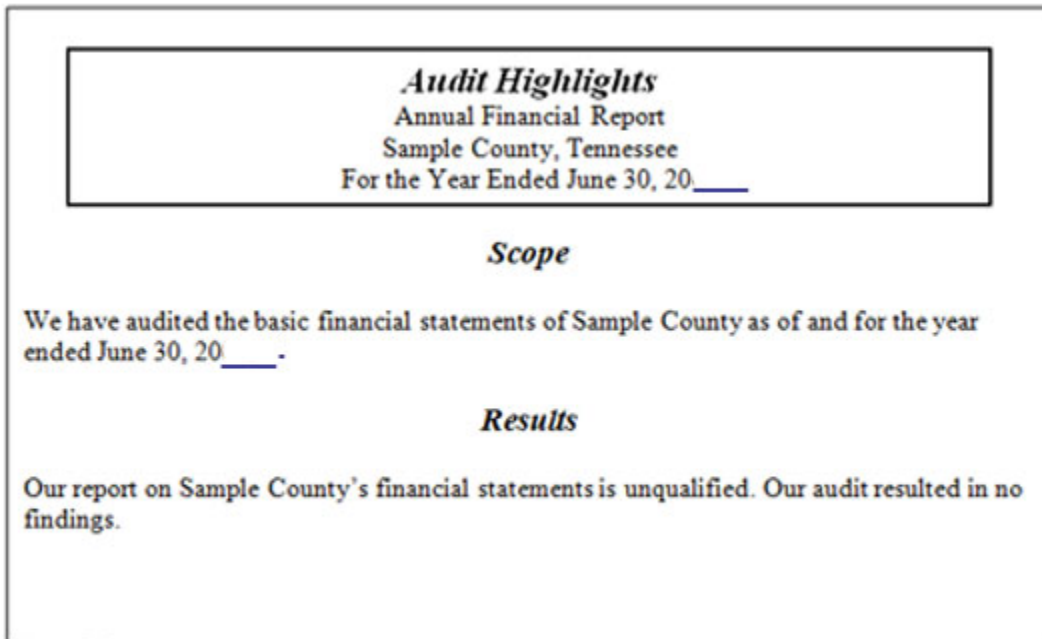 Audit Highlights
Annual Financial Report
Sample County, Tennessee
For the Year Ended June 30, 20____
Scope
We have audited the basic financial statements of Sample County as of and for the year
ended June 30, 20____.
Results
Our report on Sample County’s financial statements is unqualified. Our audit resulted in no
findings.